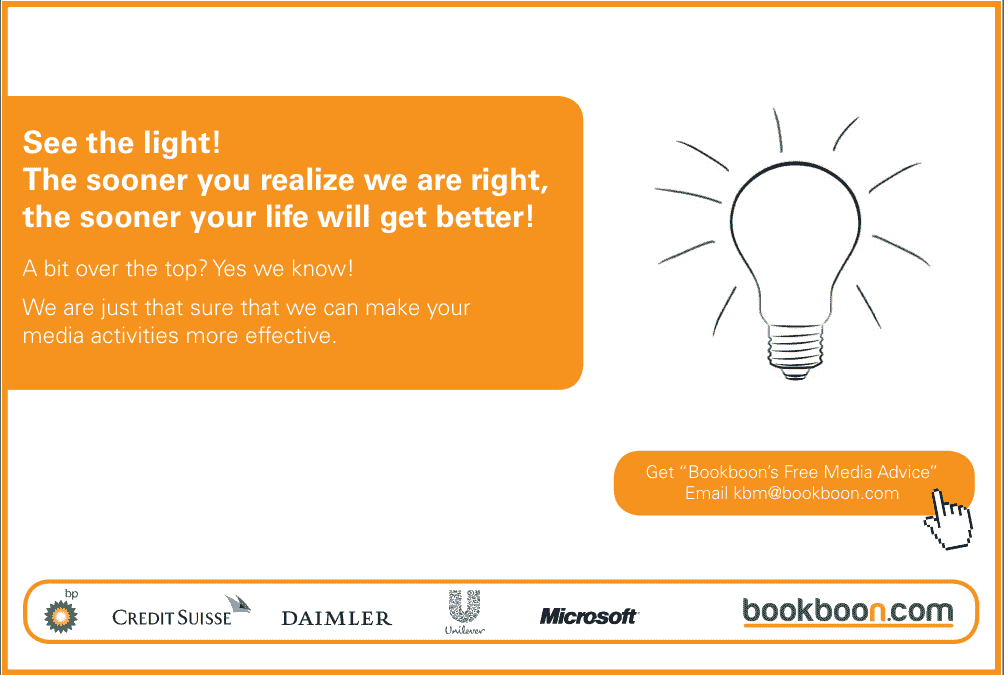 See the light!
The sooner you realize we are right,
the sooner your life will get better!
A bit over the top? Yes we know!
We are just that sure that we can make your
media activities more effective.
Get “Bookboon’s Free Media Advice”
Email kbm@bookboon.com
bp
CREDIT SUISSE
DAIMLER
Unilever
Microsoft
bookboon.com